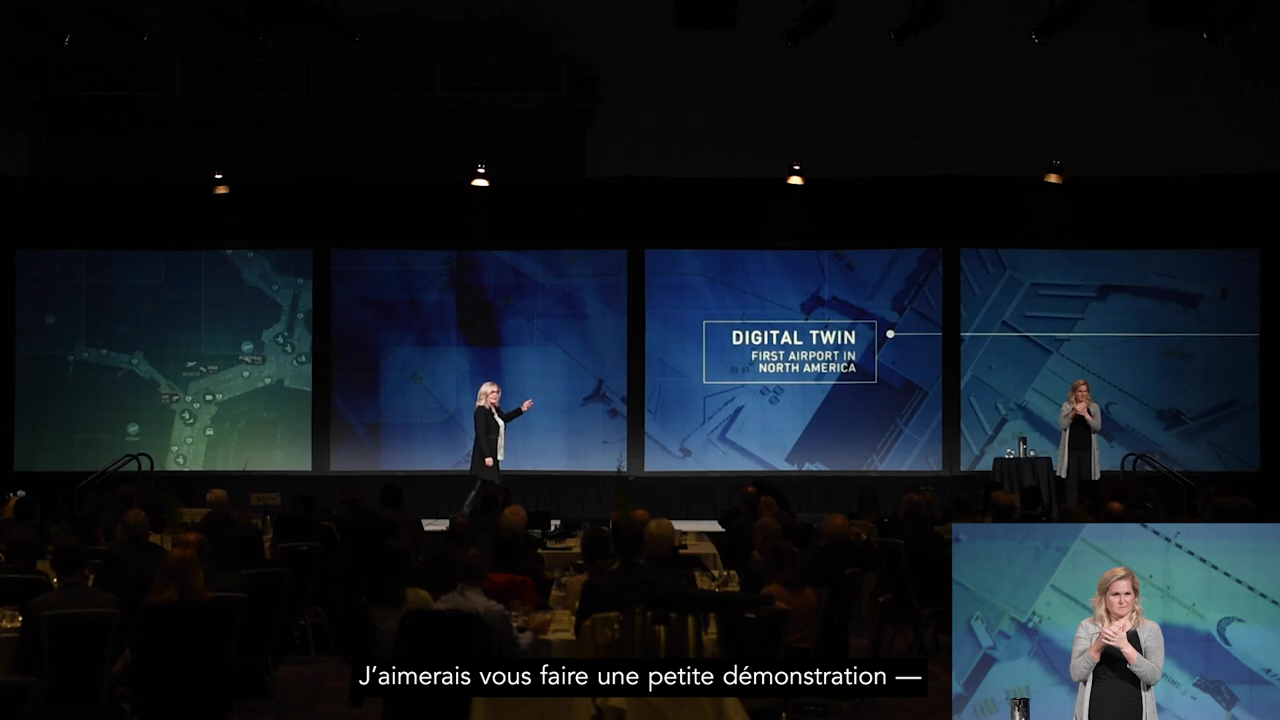 DIGITAL TWIN
FIRST AIRPORT IN
NORTH AMERICA
J'aimerais vous faire une petite démonstration —